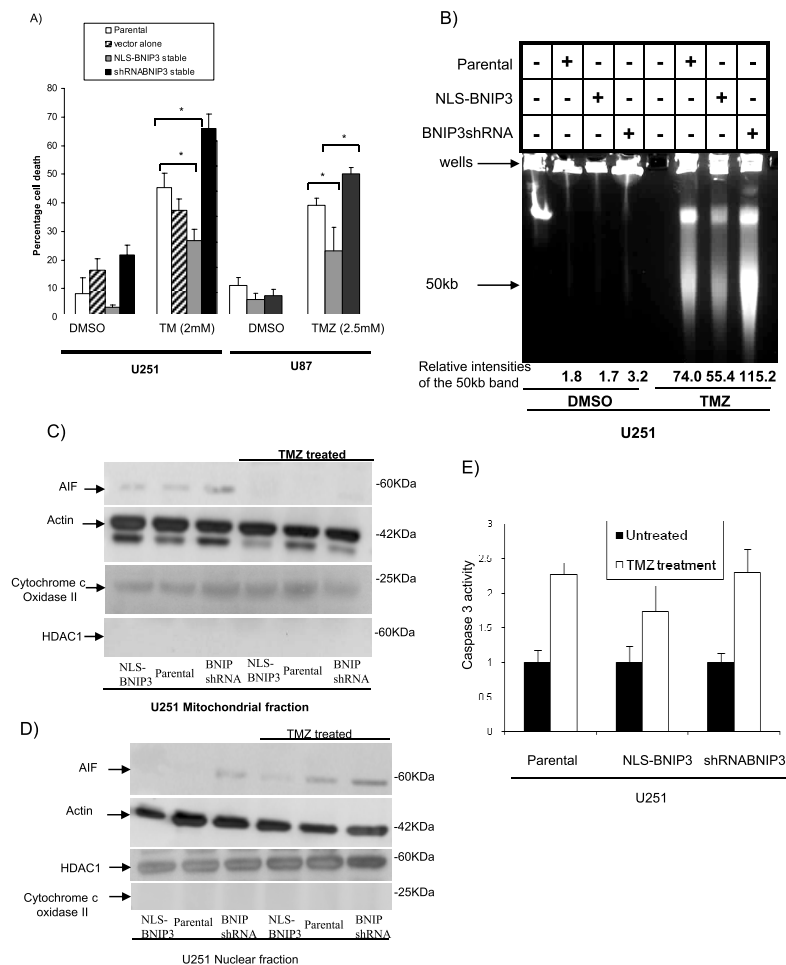 A)
Parental
vector alone
NLS-BNIP3 stable
shRNABNIP3 stable
Percentage cell death
80
70
60
50
40
30
20
10
0
*
*
*
*
DMSO
TM (2mM)
DMSO
TMZ (2.5mM)
U251
U87
B)
Parental - + - - - + - -
NLS-BNIP3 - - + - - - + -
BNIP3shRNA - - - + - - - +
wells
50kb
Relative intensities
of the 50kb band
1.8 1.7 3.2 74.0 55.4 115.2
DMSO TMZ
U251
C)
TMZ treated
AIF
-60KDa
Actin
-42KDa
Cytochrome c
Oxidase II
-25KDa
HDAC1
-60KDa
NLS-
BNIP3
Parental
BNIP
shRNA
NLS-
BNIP3
Parental
BNIP
shRNA
U251 Mitochondrial fraction
D)
TMZ treated
AIF
-60KDa
Actin
-42KDa
HDAC1
-60KDa
Cytochrome c
oxidase II
-25KDa
NLS-
BNIP3
Parental
BNIP
shRNA
NLS-
BNIP3
Parental
BNIP
shRNA
U251 Nuclear fraction
E)
Caspase 3 activity
3
2.5
2
1.5
1
0.5
0
Untreated
TMZ treatment
Parental
NLS-BNIP3
shRNABNIP3
U251